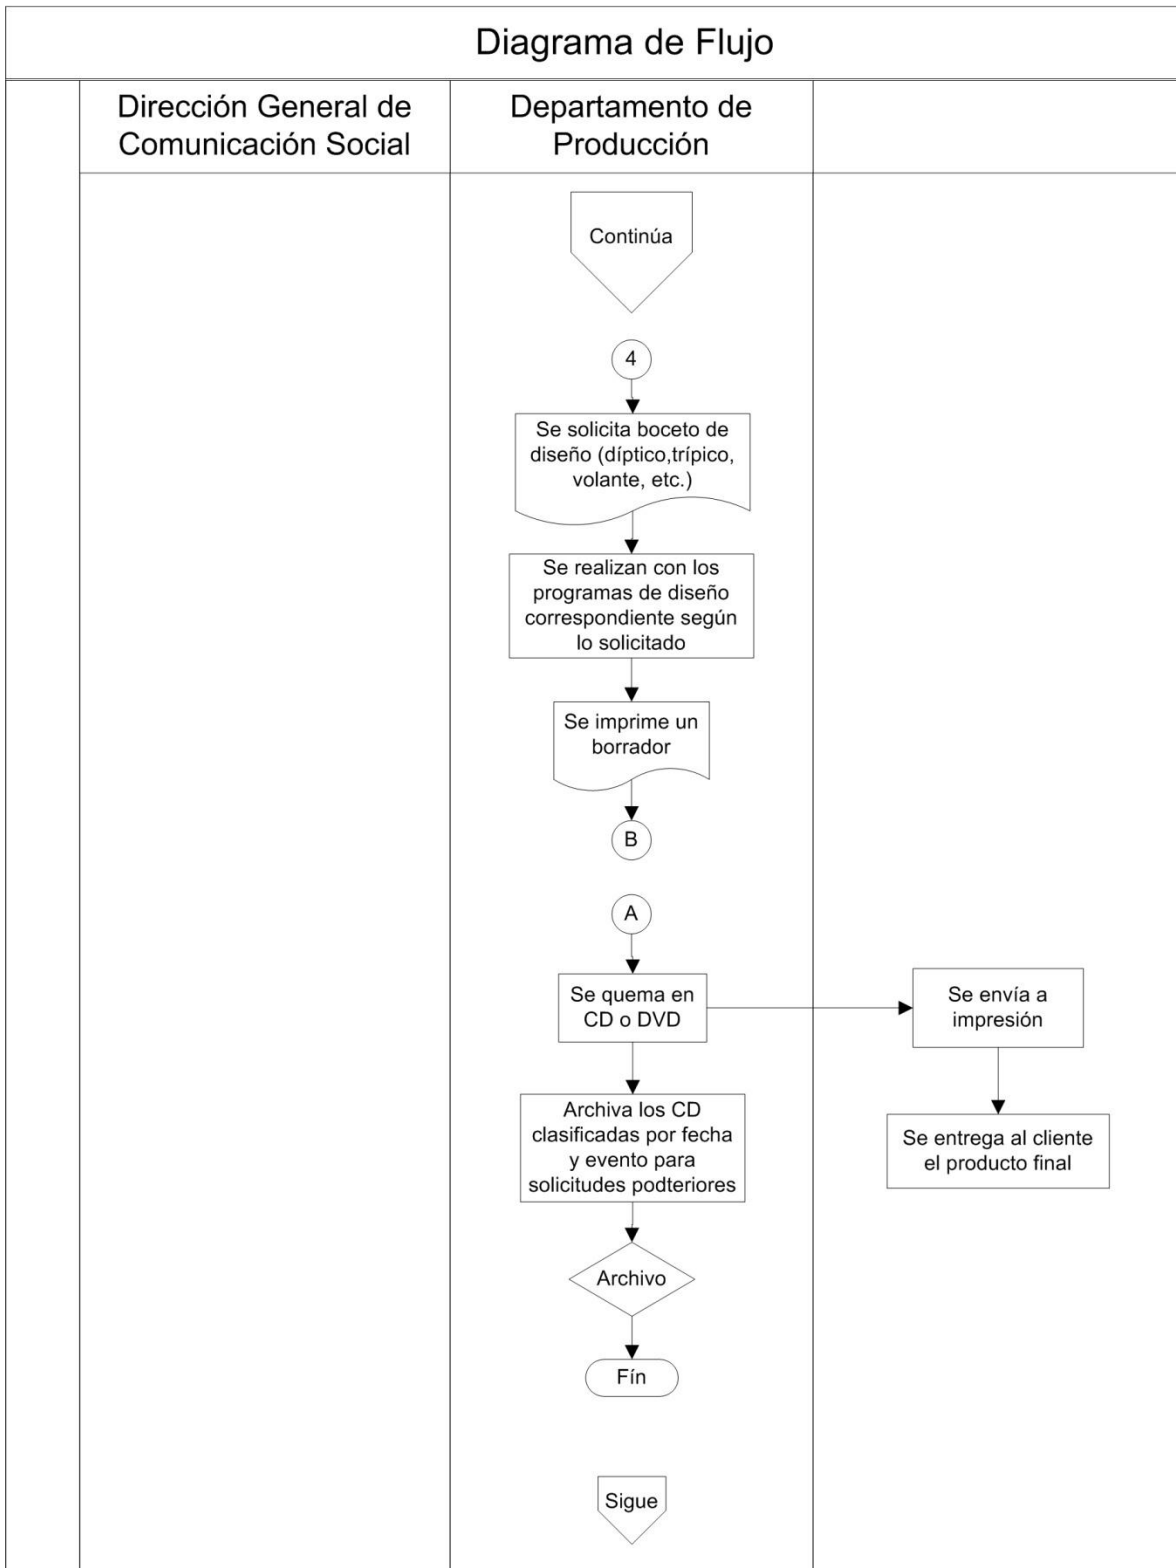 Diagrama de Flujo
Dirección General de
Comunicación Social
Departamento de
Producción
Continúa
4
Se solicita boceto de
diseño (díptico,trípico,
volante, etc.)
Se realizan con los
programas de diseño
correspondiente según
lo solicitado
Se imprime un
borrador
B
A
Se quema en
CD o DVD
Se envía a
impresión
Archiva los CD
clasificadas por fecha
y evento para
solicitudes podteriores
Se entrega al cliente
el producto final
Archivo
Fín
Sigue